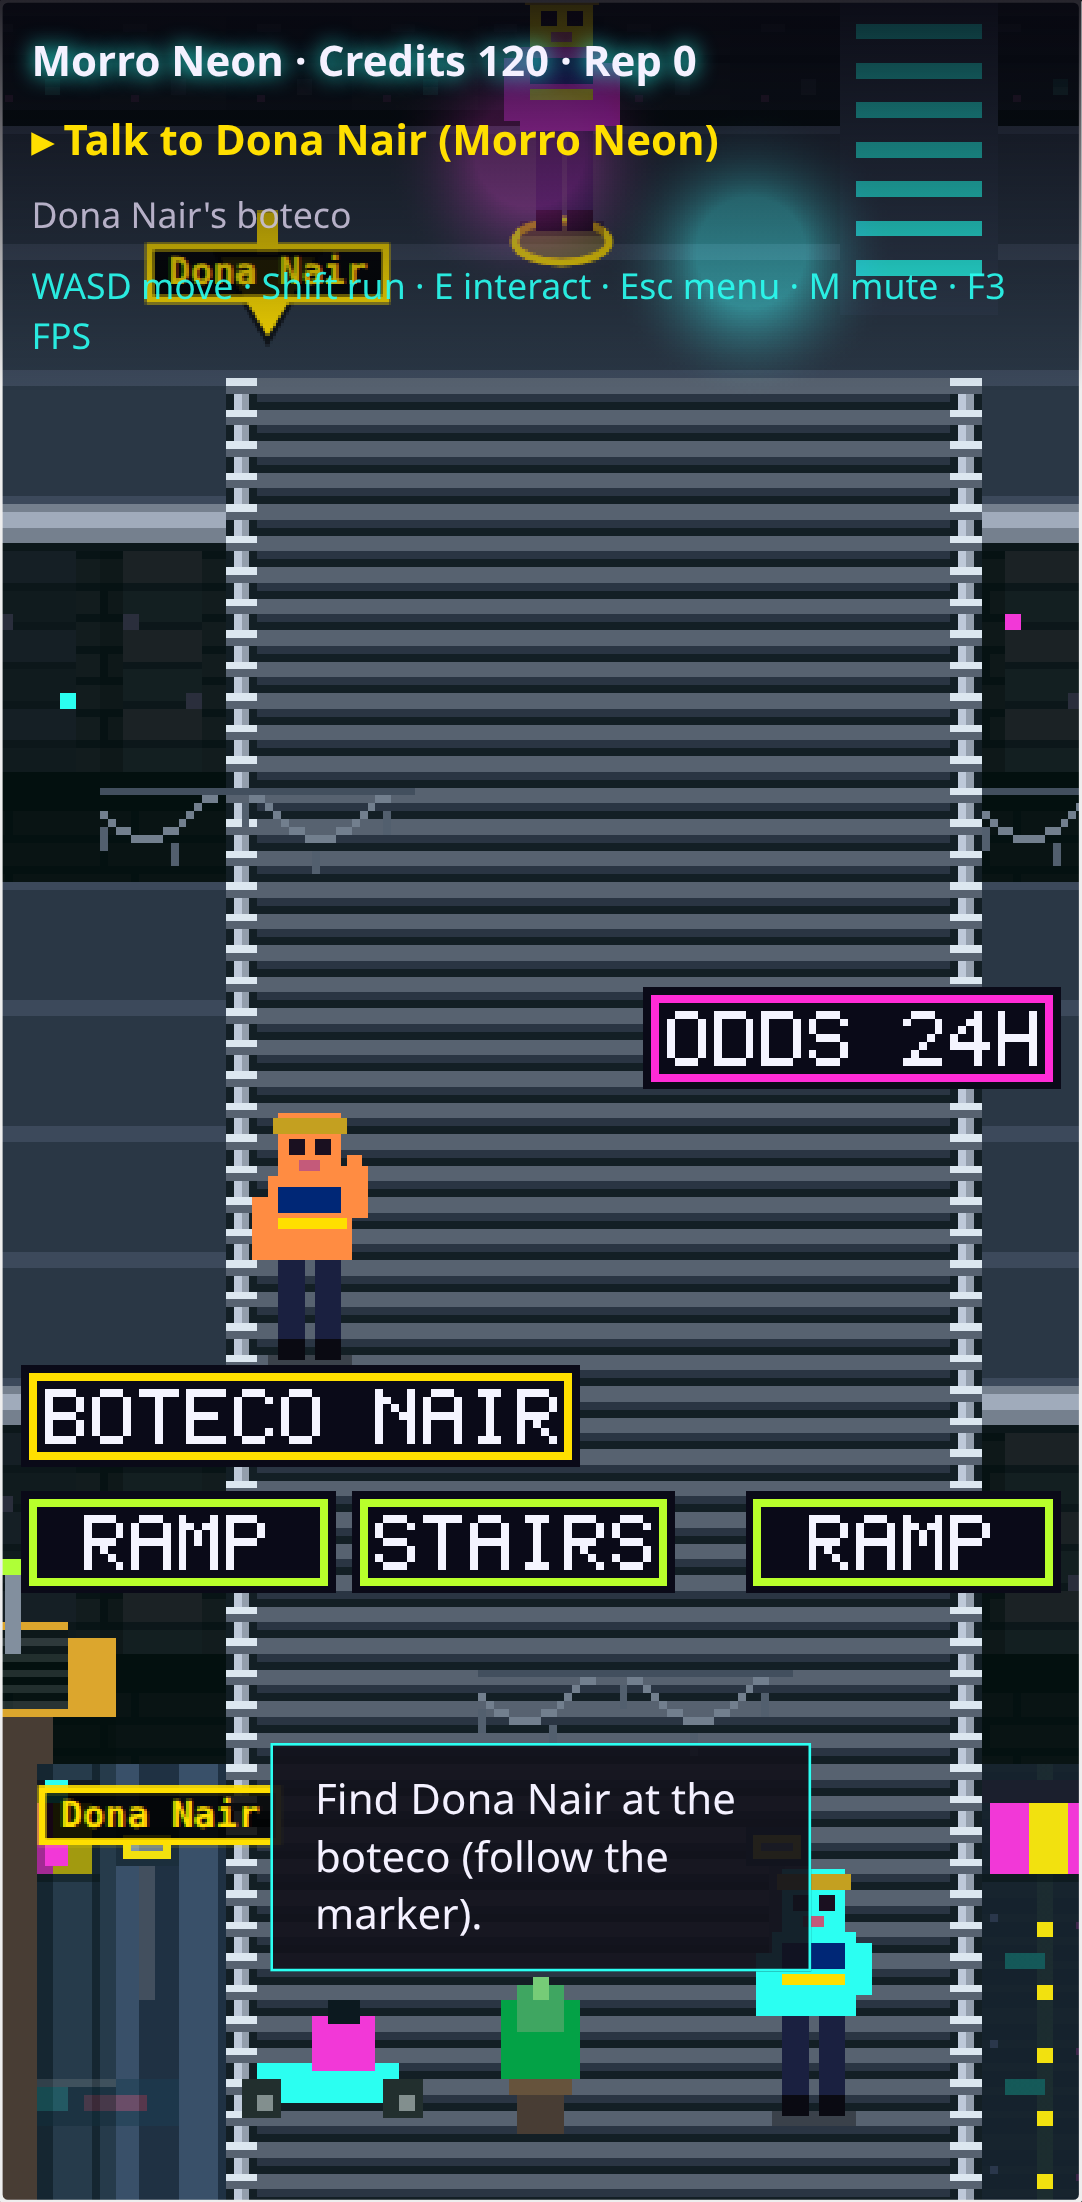 Morro Neon · Credits 120 · Rep 0
▸ Talk to Dona Nair (Morro Neon)
Dona Nair's boteco
Dona Nair
WASD move · Shift run · E interact · Esc menu · M mute · F3
FPS
ODDS 24H
BOTECO NAIR
RAMP
STAIRS
RAMP
Dona Nair
Find Dona Nair at the
boteco (follow the
marker).